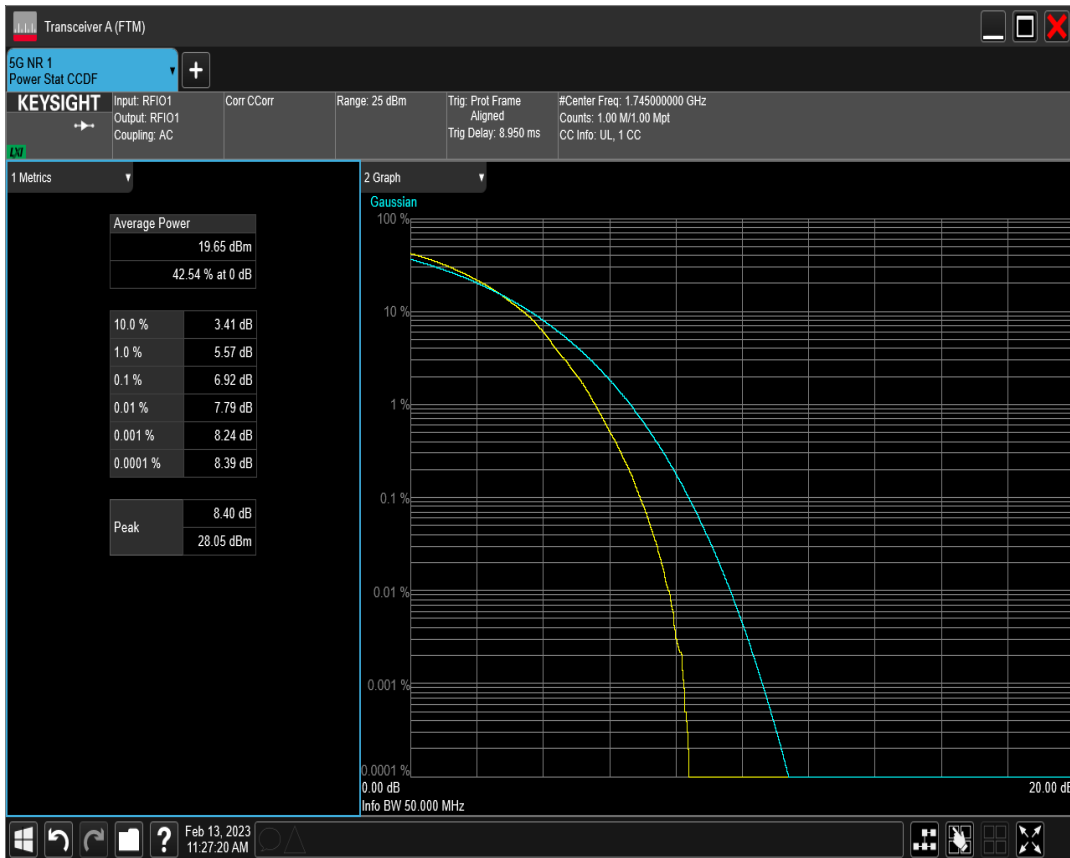 Transceiver A (FTM)
5G NR 1
Power Stat CCDF
+
KEYSIGHT
LXI
Input: RFIO1
Output: RFIO1
Coupling: AC
Corr CCorr
Range: 25 dBm
Trig: Prot Frame
Aligned
Trig Delay: 8.950 ms
#Center Freq: 1.745000000 GHz
Counts: 1.00 M/1.00 Mpt
CC Info: UL, 1 CC
1 Metrics
Average Power
19.65 dBm
42.54 % at 0 dB
10.0 % 3.41 dB
1.0 % 5.57 dB
0.1 % 6.92 dB
0.01 % 7.79 dB
0.001 % 8.24 dB
0.0001 % 8.39 dB
Peak
8.40 dB
28.05 dBm
2 Graph
Gaussian
100 %
10 %
1 %
0.1 %
0.01 %
0.001 %
0.0001 %
0.00 dB 20.00 dB
Info BW 50.000 MHz
?
Feb 13, 2023
11:27:20 AM